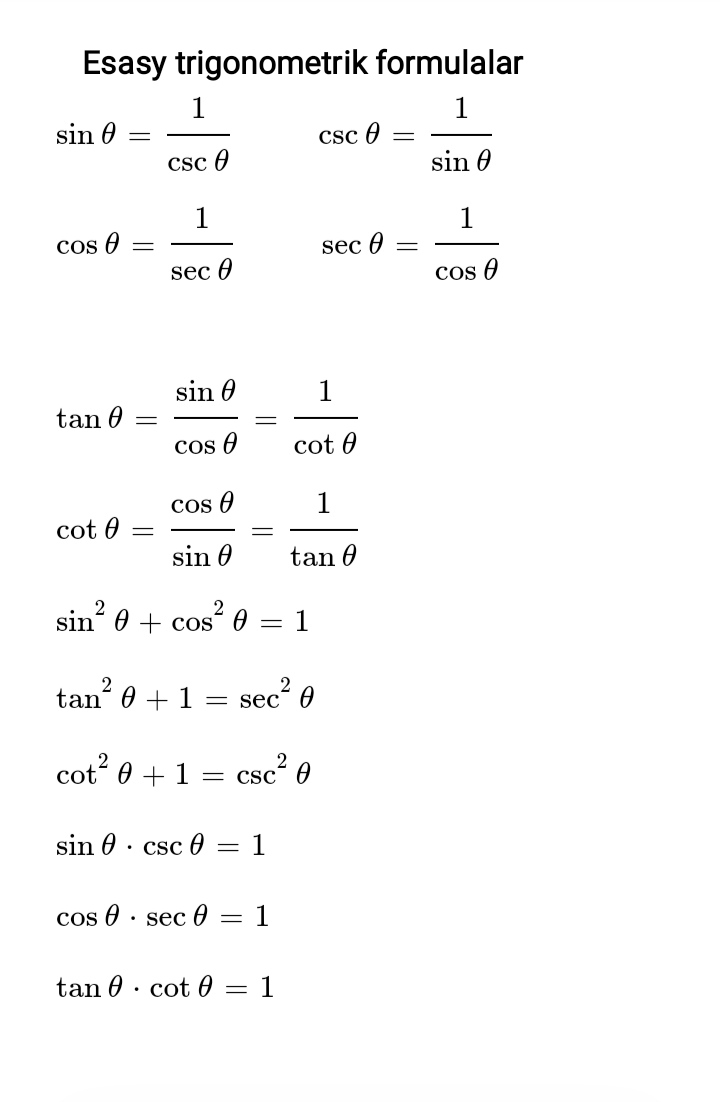 Esasy trigonometrik formulalar
sin θ = 1/csc θ    csc θ = 1/sin θ
cos θ = 1/sec θ    sec θ = 1/cos θ
tan θ = sin θ/cos θ = 1/cot θ
cot θ = cos θ/sin θ = 1/tan θ
sin² θ + cos² θ = 1
tan² θ + 1 = sec² θ
cot² θ + 1 = csc² θ
sin θ · csc θ = 1
cos θ · sec θ = 1
tan θ · cot θ = 1